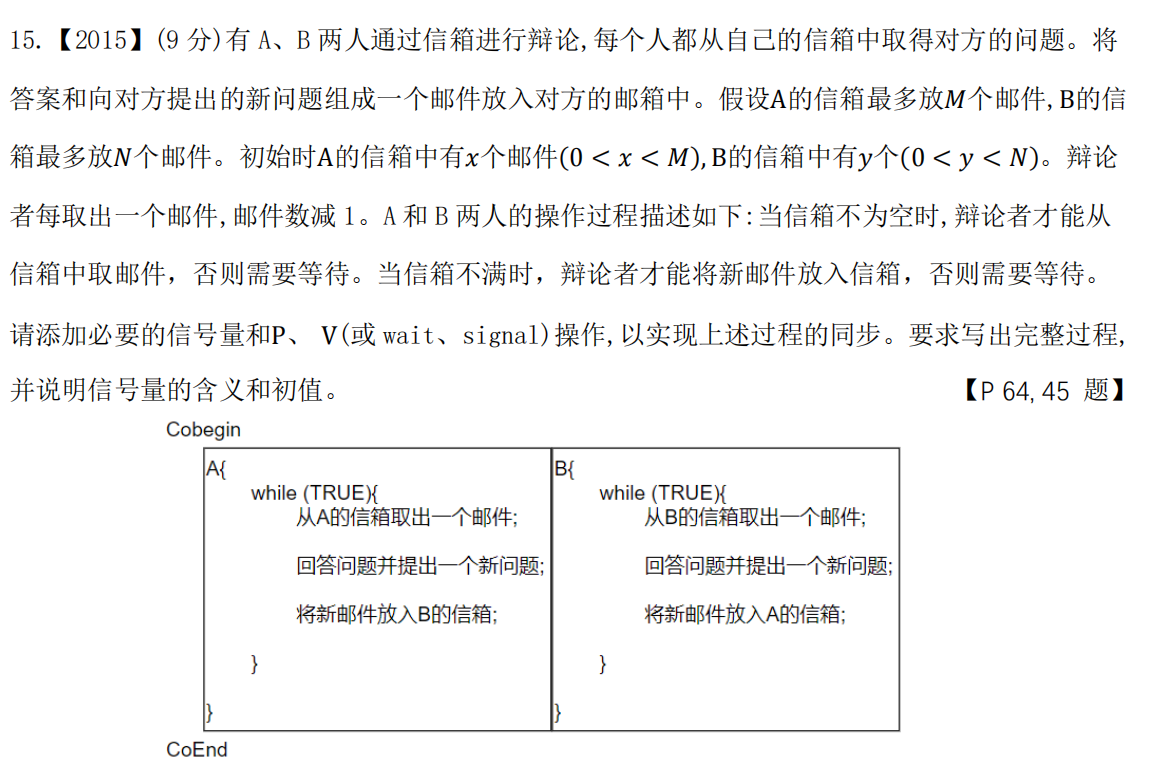 15.【2015】(9 分)有 A、B 两人通过信箱进行辩论,每个人都从自己的信箱中取得对方的问题。将
答案和向对方提出的新问题组成一个邮件放入对方的邮箱中。假设A的信箱最多放M个邮件,B的信
箱最多放N个邮件。初始时A的信箱中有x个邮件(0 < x < M),B的信箱中有y个(0 < y < N)。辩论
者每取出一个邮件,邮件数减 1。A 和 B 两人的操作过程描述如下:当信箱不为空时,辩论者才能从
信箱中取邮件，否则需要等待。当信箱不满时，辩论者才能将新邮件放入信箱，否则需要等待。
请添加必要的信号量和P、 V(或 wait、signal)操作,以实现上述过程的同步。要求写出完整过程,
并说明信号量的含义和初值。 【P 64, 45 题】
Cobegin
A{
while (TRUE){
从A的信箱取出一个邮件;
回答问题并提出一个新问题;
将新邮件放入B的信箱;
}
}
B{
while (TRUE){
从B的信箱取出一个邮件;
回答问题并提出一个新问题;
将新邮件放入A的信箱;
}
}
CoEnd